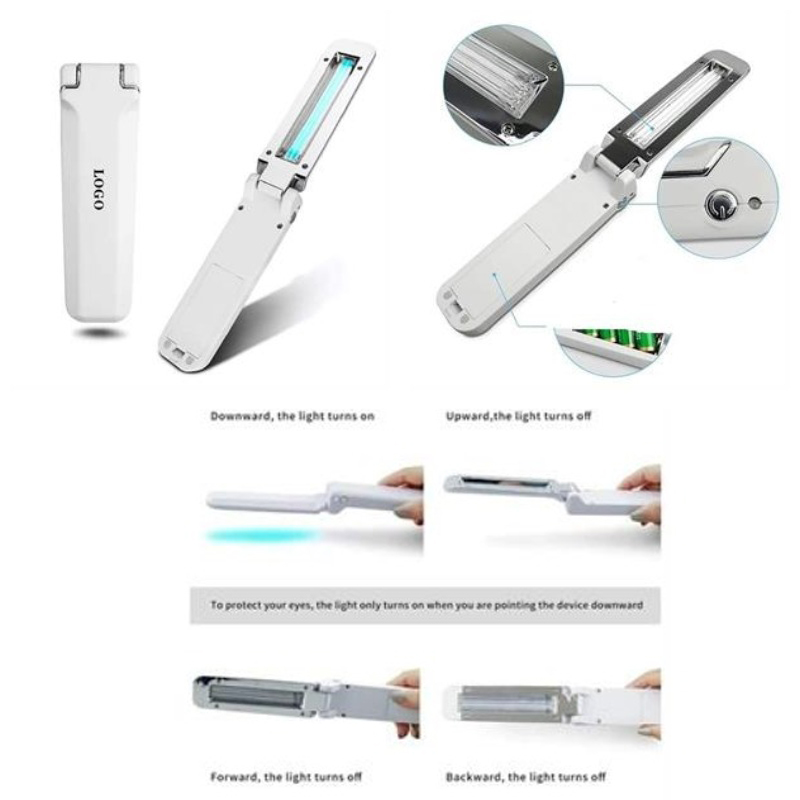 LOGO
Downward, the light turns on
Upward,the light turns off
To protect your eyes, the light only turns on when you are pointing the device downward
Forward, the light turns off
Backward, the light turns off